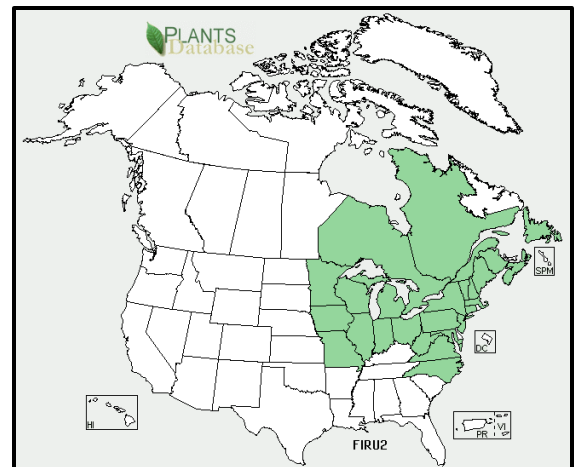 PLANTS
Database
SPM
DC
HI
PR
VI
FIRU2